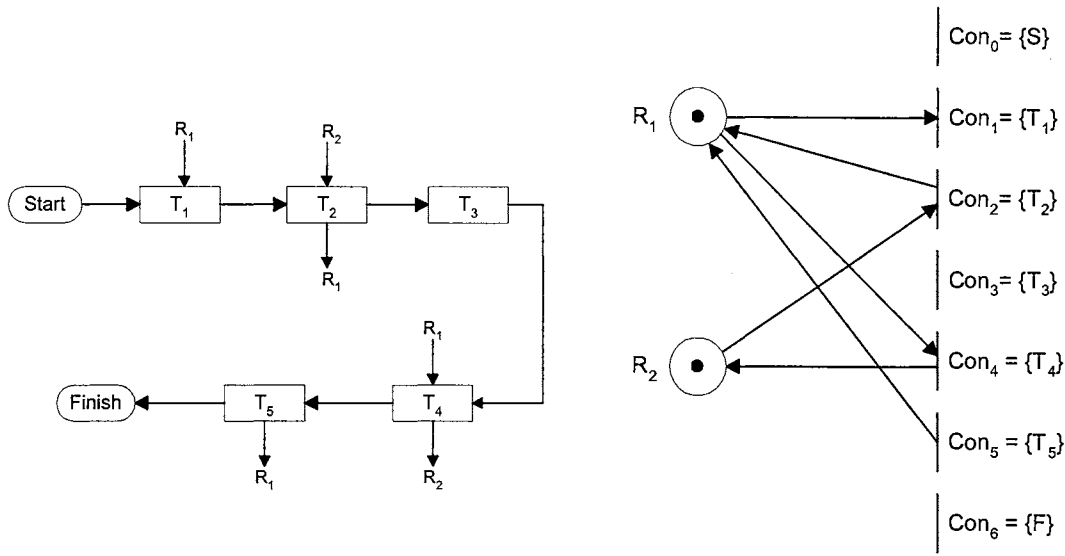 R₁
R₂
Start
T₁
T₂
T₃
R₁
R₁
Finish
T₅
T₄
R₁
R₂
Con₀= {S}
R₁
Con₁= {T₁}
Con₂= {T₂}
Con₃= {T₃}
R₂
Con₄ = {T₄}
Con₅ = {T₅}
Con₆ = {F}